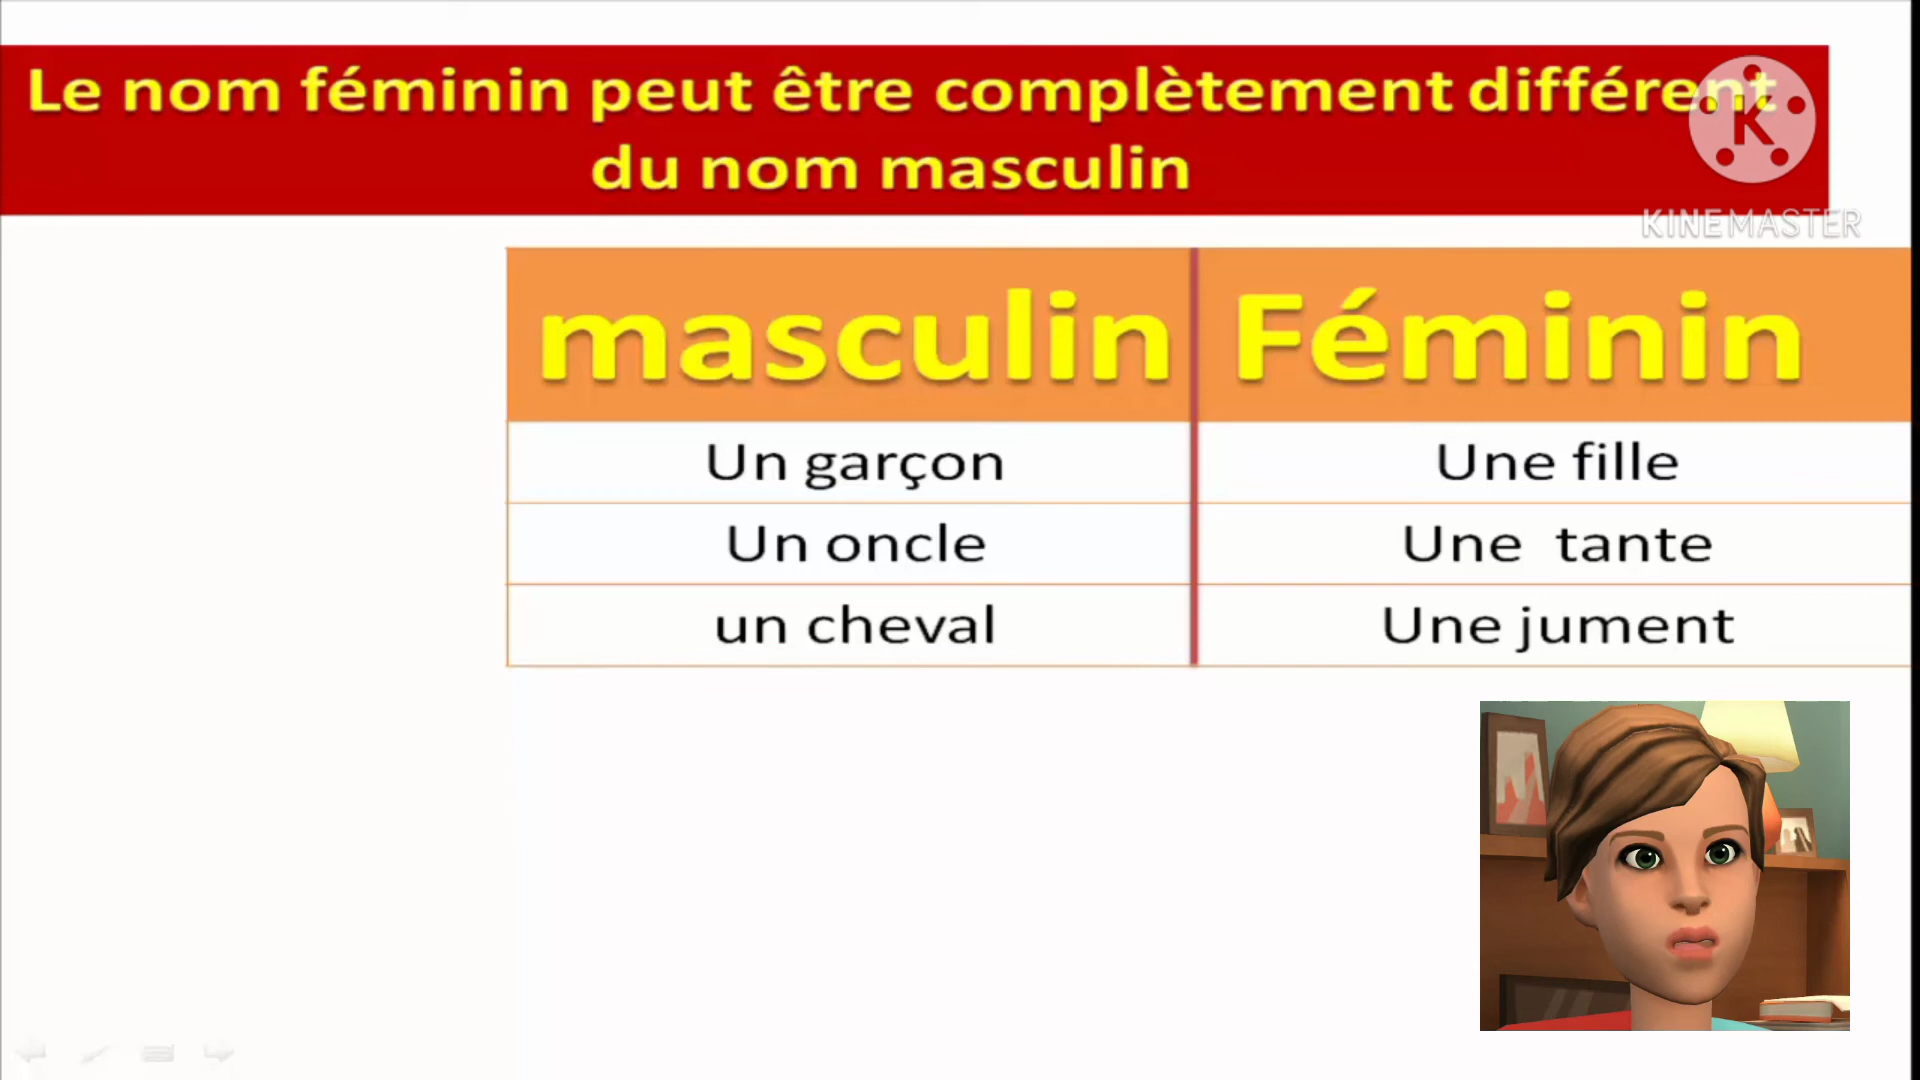 Le nom féminin peut être complètement différent
du nom masculin
K
KINEMASTER
masculin Féminin
Un garçon Une fille
Un oncle Une tante
un cheval Une jument